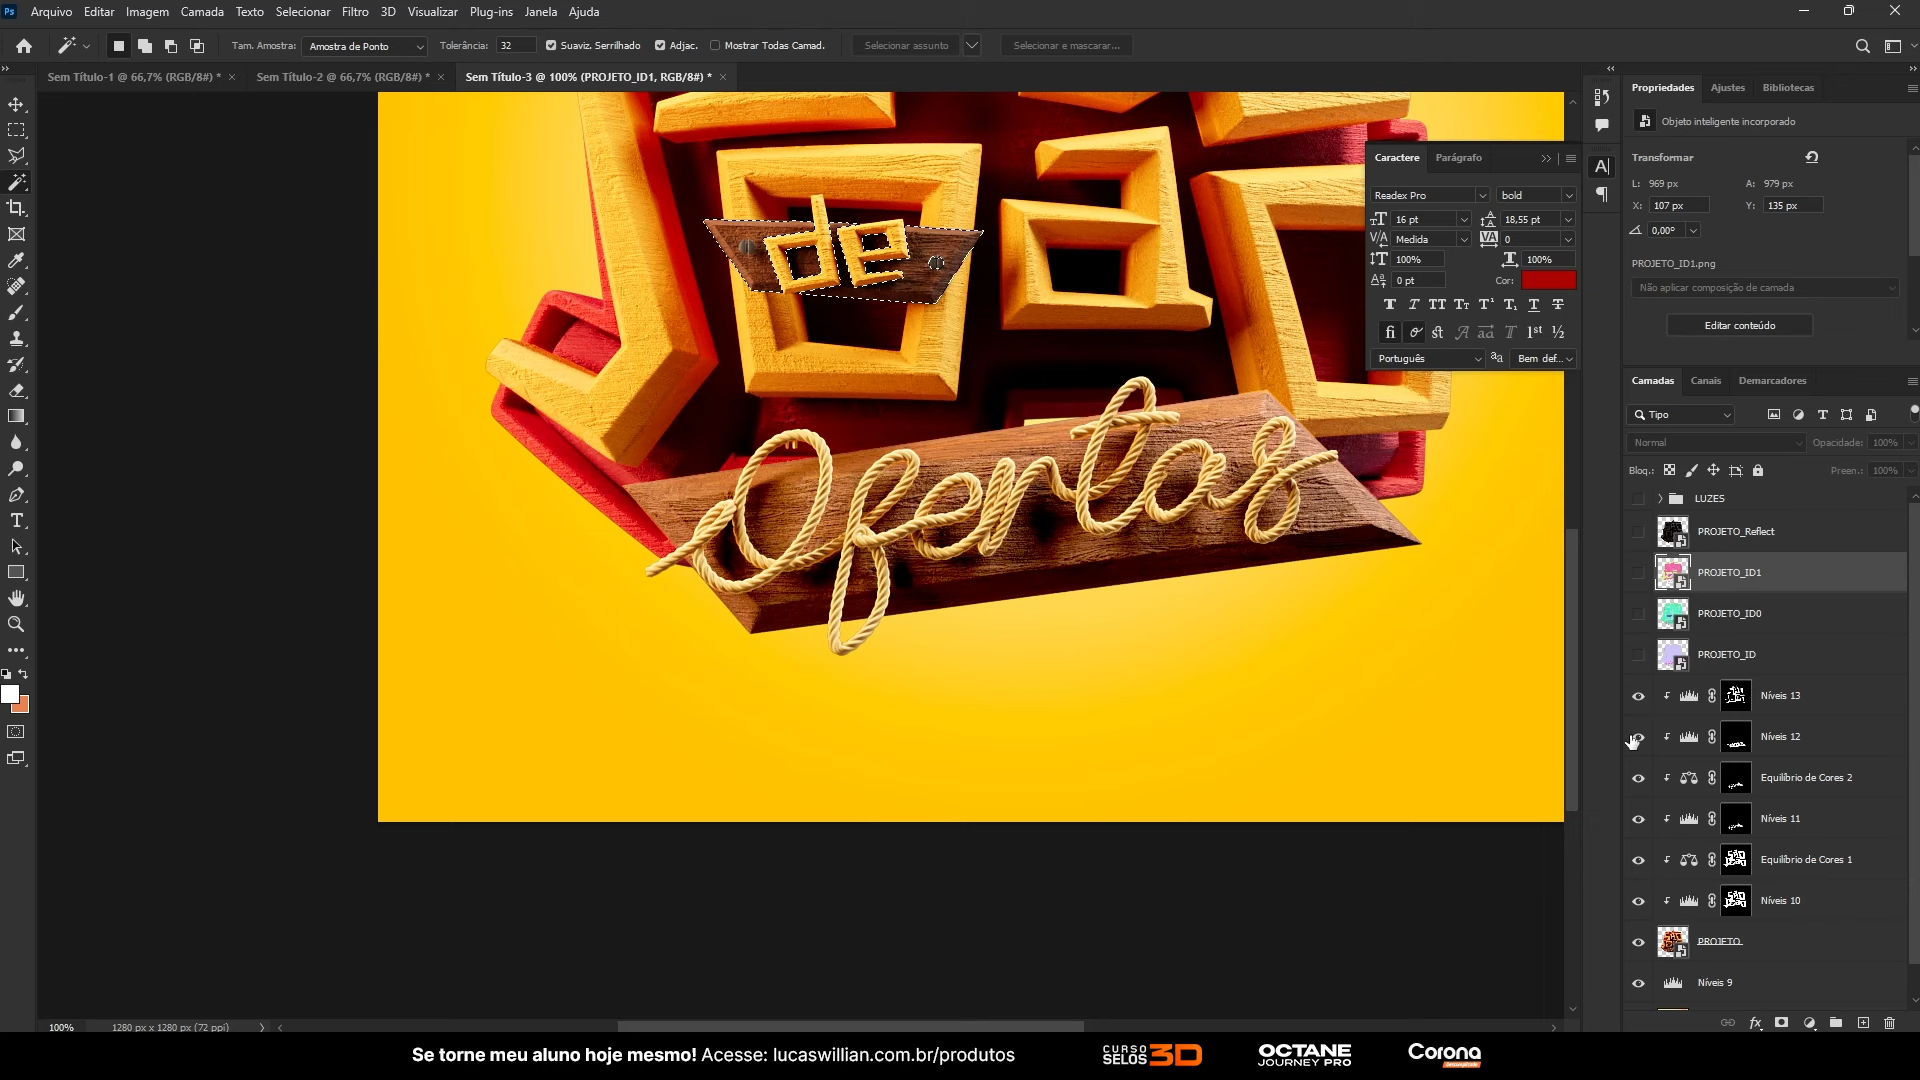 Ps Arquivo Editar Imagem Camada Texto Selecionar Filtro 3D Visualizar Plug-ins Janela Ajuda
Tam. Amostra: Amostra de Ponto Tolerância: 32 Suaviz. Serrilhado Adjac. Mostrar Todas Camad. Selecionar assunto Selecionar e mascarar...
Sem Título-1 @ 66,7% (RGB/8#) * Sem Título-2 @ 66,7% (RGB/8#) * Sem Título-3 @ 100% (PROJETO_ID1, RGB/8#) *
Propriedades Ajustes Bibliotecas
Objeto inteligente incorporado
Transformar
L: 969 px A: 979 px
X: 107 px Y: 135 px
0,00°
PROJETO_ID1.png
Não aplicar composição de camada
Editar conteúdo
Caractere Parágrafo
Readex Pro bold
16 pt 18,55 pt
Medida 0
100% 100%
0 pt Cor:
Português Bem def...
de
Ofertas
Camadas Canais Demarcadores
Tipo
Normal Opacidade: 100%
Bloq.: Preen.: 100%
LUZES
PROJETO_Reflect
PROJETO_ID1
PROJETO_ID0
PROJETO_ID
Níveis 13
Níveis 12
Equilíbrio de Cores 2
Níveis 11
Equilíbrio de Cores 1
Níveis 10
PROJETO
Níveis 9
100% 1280 px x 1280 px (72 ppi)
Se torne meu aluno hoje mesmo! Acesse: lucaswillian.com.br/produtos
CURSO SELOS 3D
OCTANE JOURNEY PRO
Corona